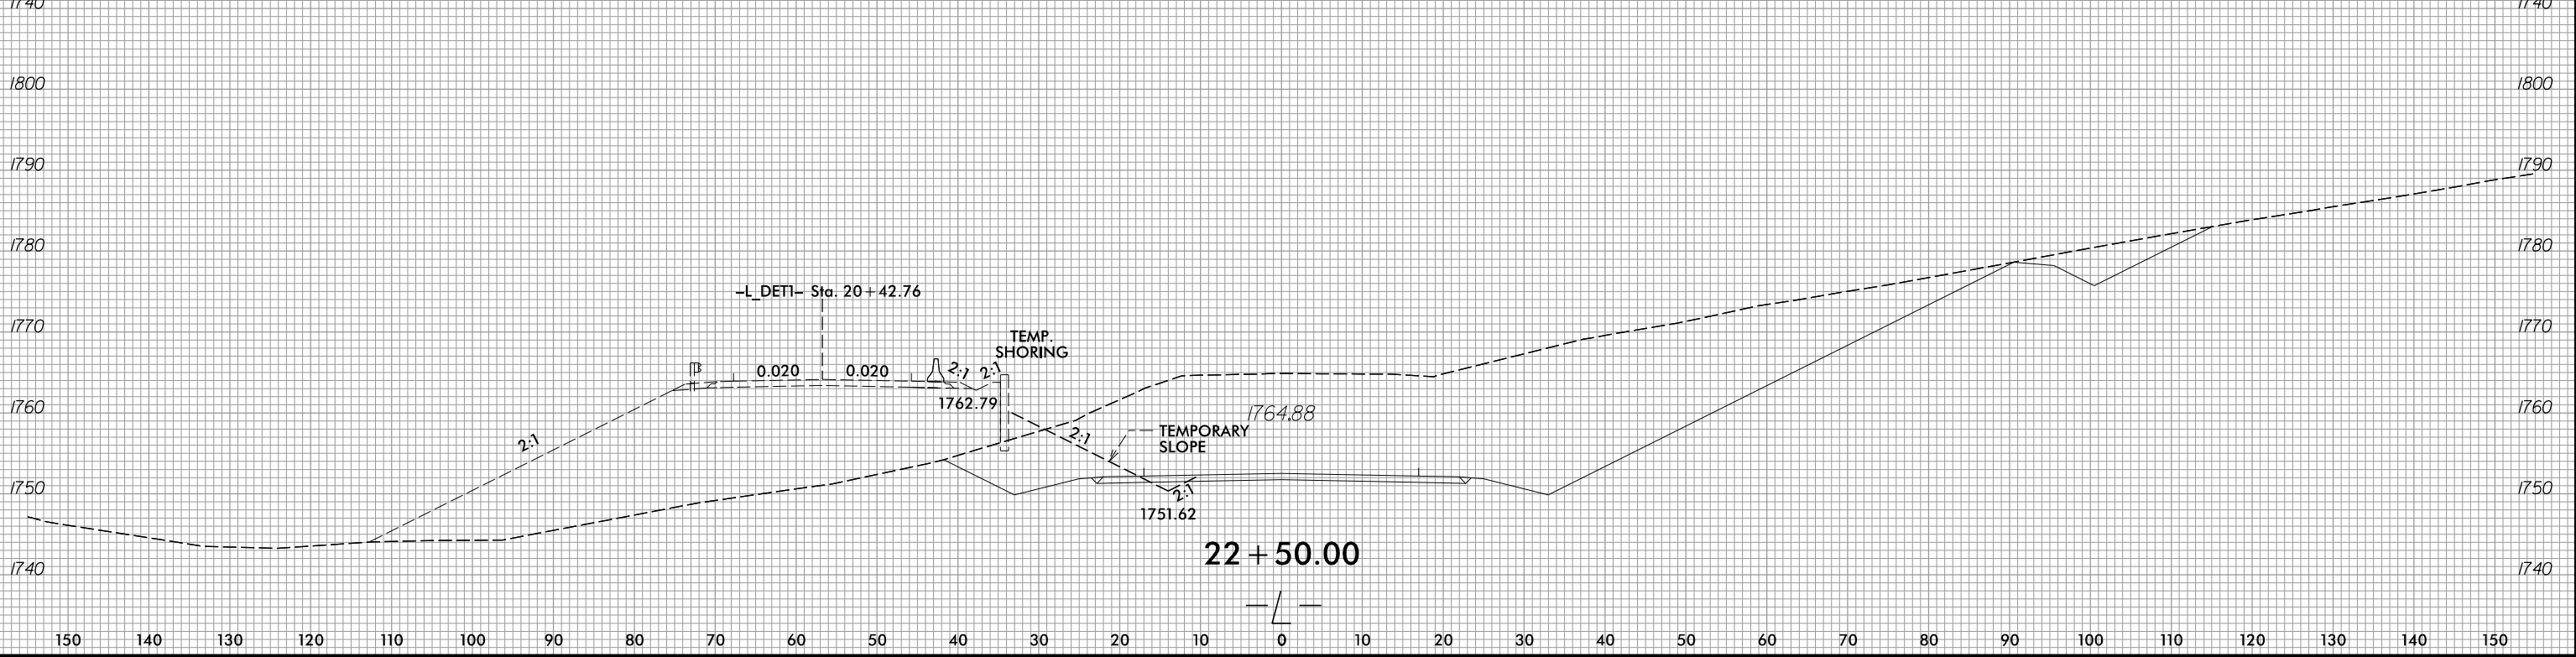 1740 1740
1800 1800
1790 1790
1780 1780
-L_DET1- Sta. 20+42.76
1770 1770
TEMP.
SHORING
0.020 0.020 2:1 2:1
1762.79
1760 1764.88 1760
2:1 2:1 TEMPORARY
SLOPE
1750 2:1 1750
1751.62
22+50.00
1740 1740
-L-
150 140 130 120 110 100 90 80 70 60 50 40 30 20 10 0 10 20 30 40 50 60 70 80 90 100 110 120 130 140 150